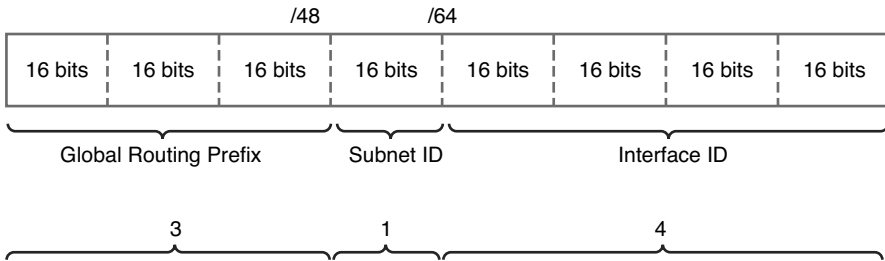 /48 /64
16 bits 16 bits 16 bits 16 bits 16 bits 16 bits 16 bits 16 bits
Global Routing Prefix Subnet ID Interface ID
3 1 4